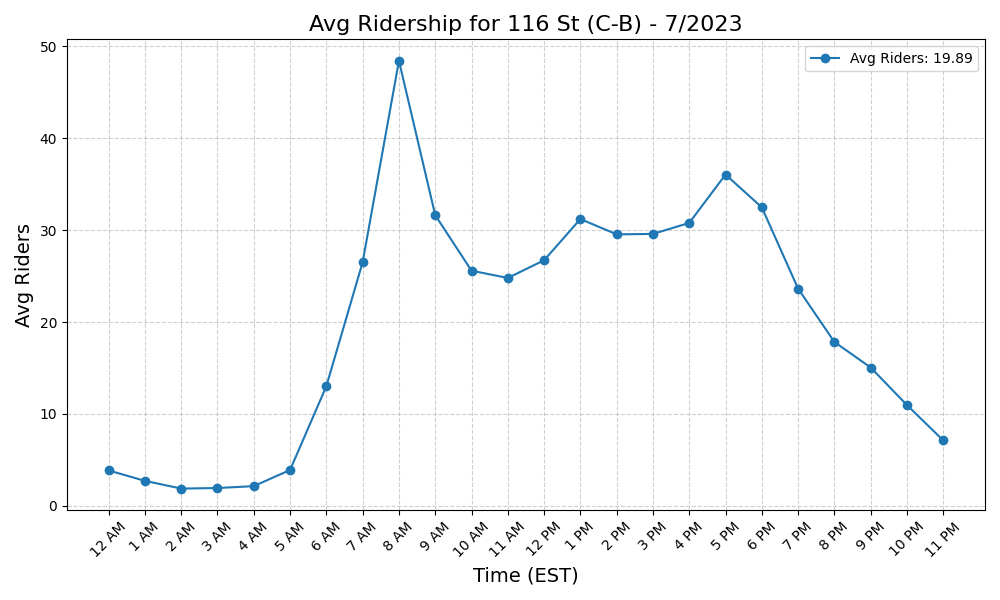 Avg Ridership for 116 St (C-B) - 7/2023
Avg Riders: 19.89
Avg Riders
50
40
30
20
10
0
12 AM
1 AM
2 AM
3 AM
4 AM
5 AM
6 AM
7 AM
8 AM
9 AM
10 AM
11 AM
12 PM
1 PM
2 PM
3 PM
4 PM
5 PM
6 PM
7 PM
8 PM
9 PM
10 PM
11 PM
Time (EST)